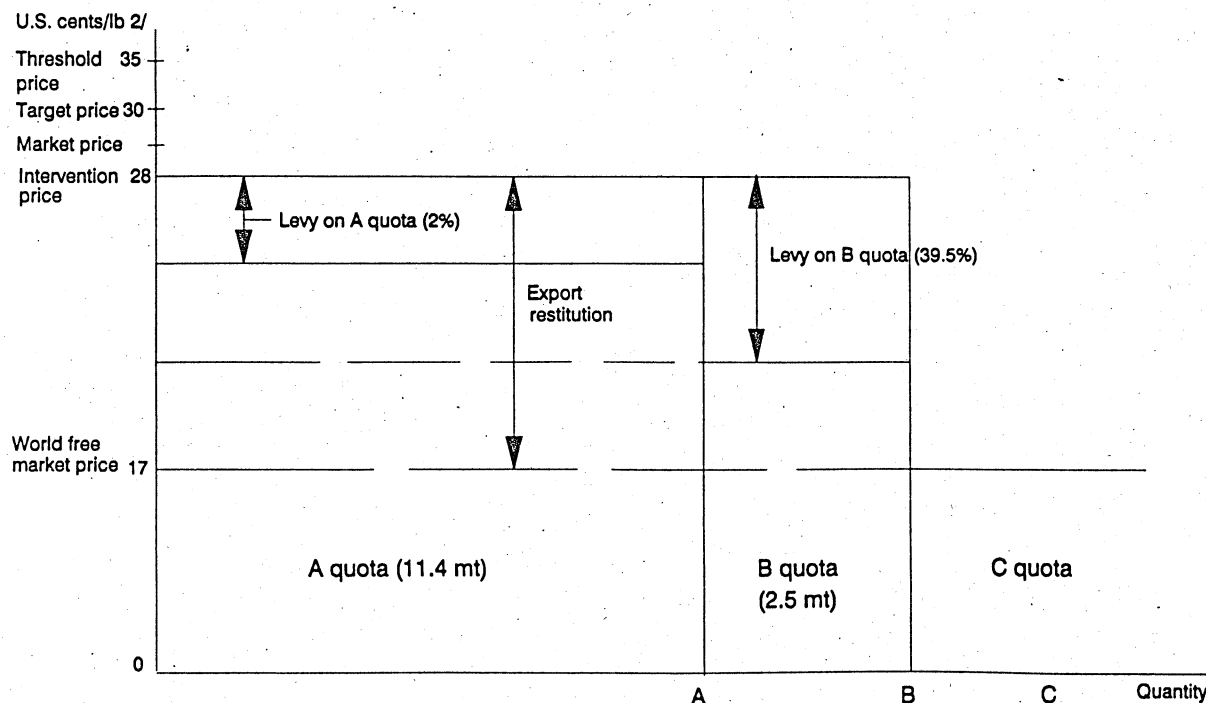 U.S. cents/lb 2/
Threshold 35
price
Target price 30
Market price
Intervention 28
price
Levy on A quota (2%)
Levy on B quota (39.5%)
Export
restitution
World free
market price 17
A quota (11.4 mt)
B quota
(2.5 mt)
C quota
0
A
B
C
Quantity